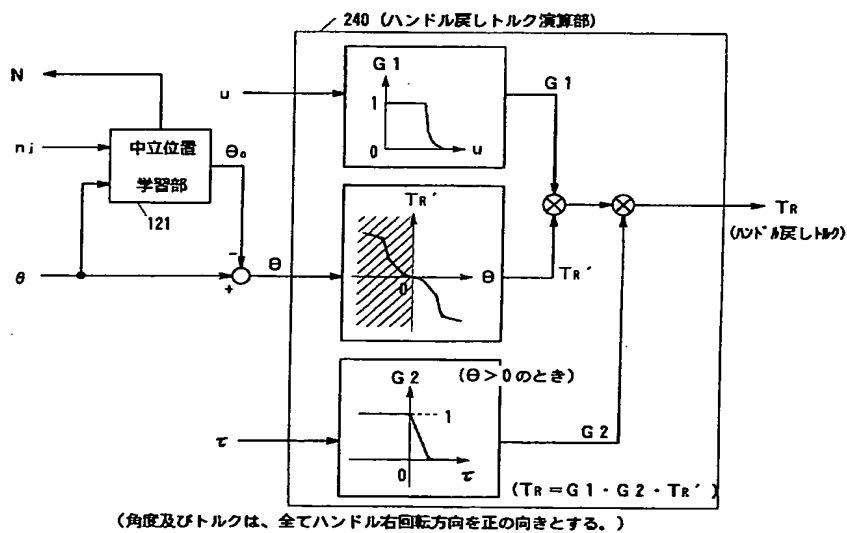 240 (ハンドル戻しトルク演算部)
N
u
G1
1
0
u
G1
nj
中立位置
学習部
Θ₀
121
θ
−
+
Θ
TR′
0
Θ
TR′
TR
(ハンドル戻しトルク)
τ
G2
(Θ>0のとき)
1
0
τ
G2
(TR=G1・G2・TR′)
(角度及びトルクは、全てハンドル右回転方向を正の向きとする。)